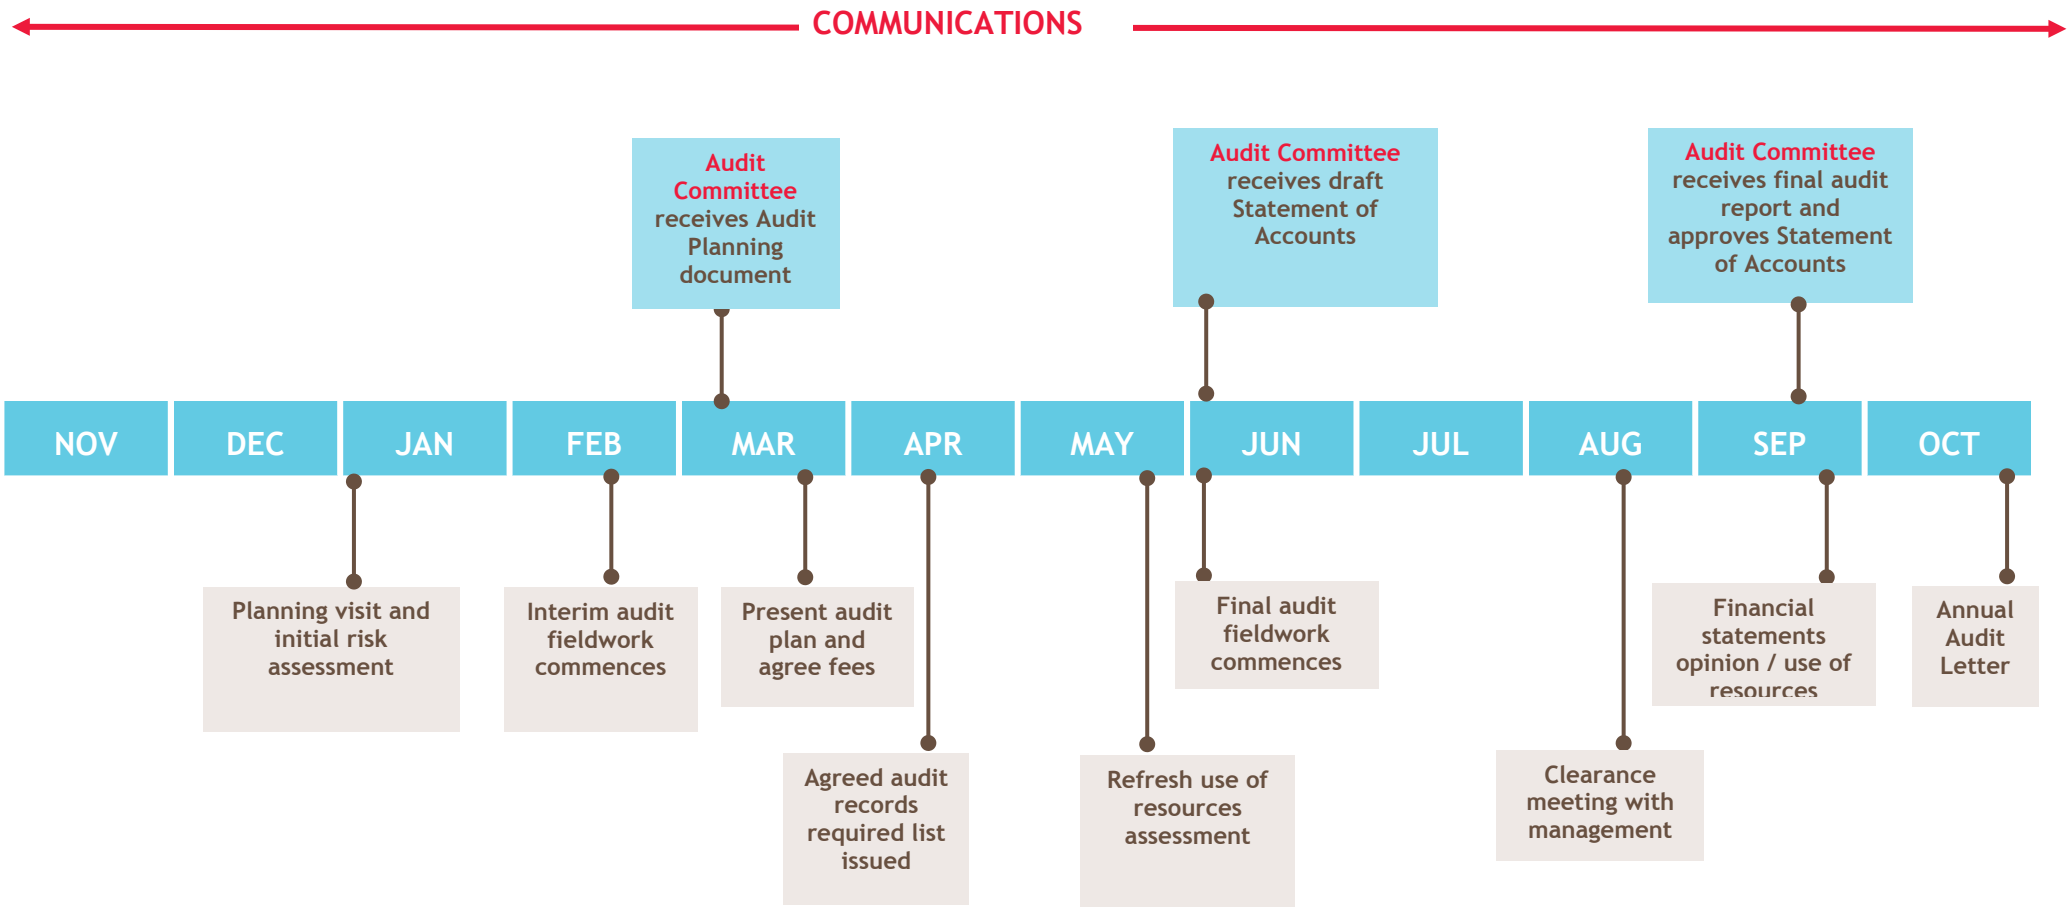 COMMUNICATIONS
Audit
Committee
receives Audit
Planning
document
Audit Committee
receives draft
Statement of
Accounts
Audit Committee
receives final audit
report and
approves Statement
of Accounts
NOV
DEC
JAN
FEB
MAR
APR
MAY
JUN
JUL
AUG
SEP
OCT
Planning visit and
initial risk
assessment
Interim audit
fieldwork
commences
Present audit
plan and
agree fees
Final audit
fieldwork
commences
Financial
statements
opinion / use of
resources
Annual
Audit
Letter
Agreed audit
records
required list
issued
Refresh use of
resources
assessment
Clearance
meeting with
management